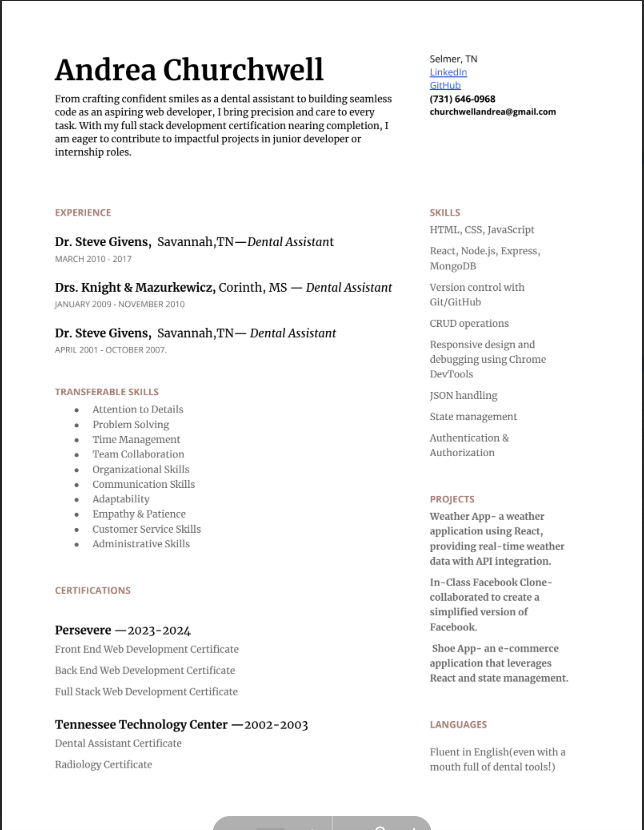 Andrea Churchwell
From crafting confident smiles as a dental assistant to building seamless
code as an aspiring web developer, I bring precision and care to every
task. With my full stack development certification nearing completion, I
am eager to contribute to impactful projects in junior developer or
internship roles.
Selmer, TN
LinkedIn
GitHub
(731) 646-0968
churchwellandrea@gmail.com
EXPERIENCE
Dr. Steve Givens,  Savannah,TN—Dental Assistant
MARCH 2010 - 2017
Drs. Knight & Mazurkewicz, Corinth, MS — Dental Assistant
JANUARY 2009 - NOVEMBER 2010
Dr. Steve Givens,  Savannah,TN— Dental Assistant
APRIL 2001 - OCTOBER 2007.
TRANSFERABLE SKILLS
● Attention to Details
● Problem Solving
● Time Management
● Team Collaboration
● Organizational Skills
● Communication Skills
● Adaptability
● Empathy & Patience
● Customer Service Skills
● Administrative Skills
CERTIFICATIONS
Persevere —2023-2024
Front End Web Development Certificate
Back End Web Development Certificate
Full Stack Web Development Certificate
Tennessee Technology Center —2002-2003
Dental Assistant Certificate
Radiology Certificate
SKILLS
HTML, CSS, JavaScript
React, Node.js, Express,
MongoDB
Version control with
Git/GitHub
CRUD operations
Responsive design and
debugging using Chrome
DevTools
JSON handling
State management
Authentication &
Authorization
PROJECTS
Weather App- a weather
application using React,
providing real-time weather
data with API integration.
In-Class Facebook Clone-
collaborated to create a
simplified version of
Facebook.
Shoe App- an e-commerce
application that leverages
React and state management.
LANGUAGES
Fluent in English(even with a
mouth full of dental tools!)